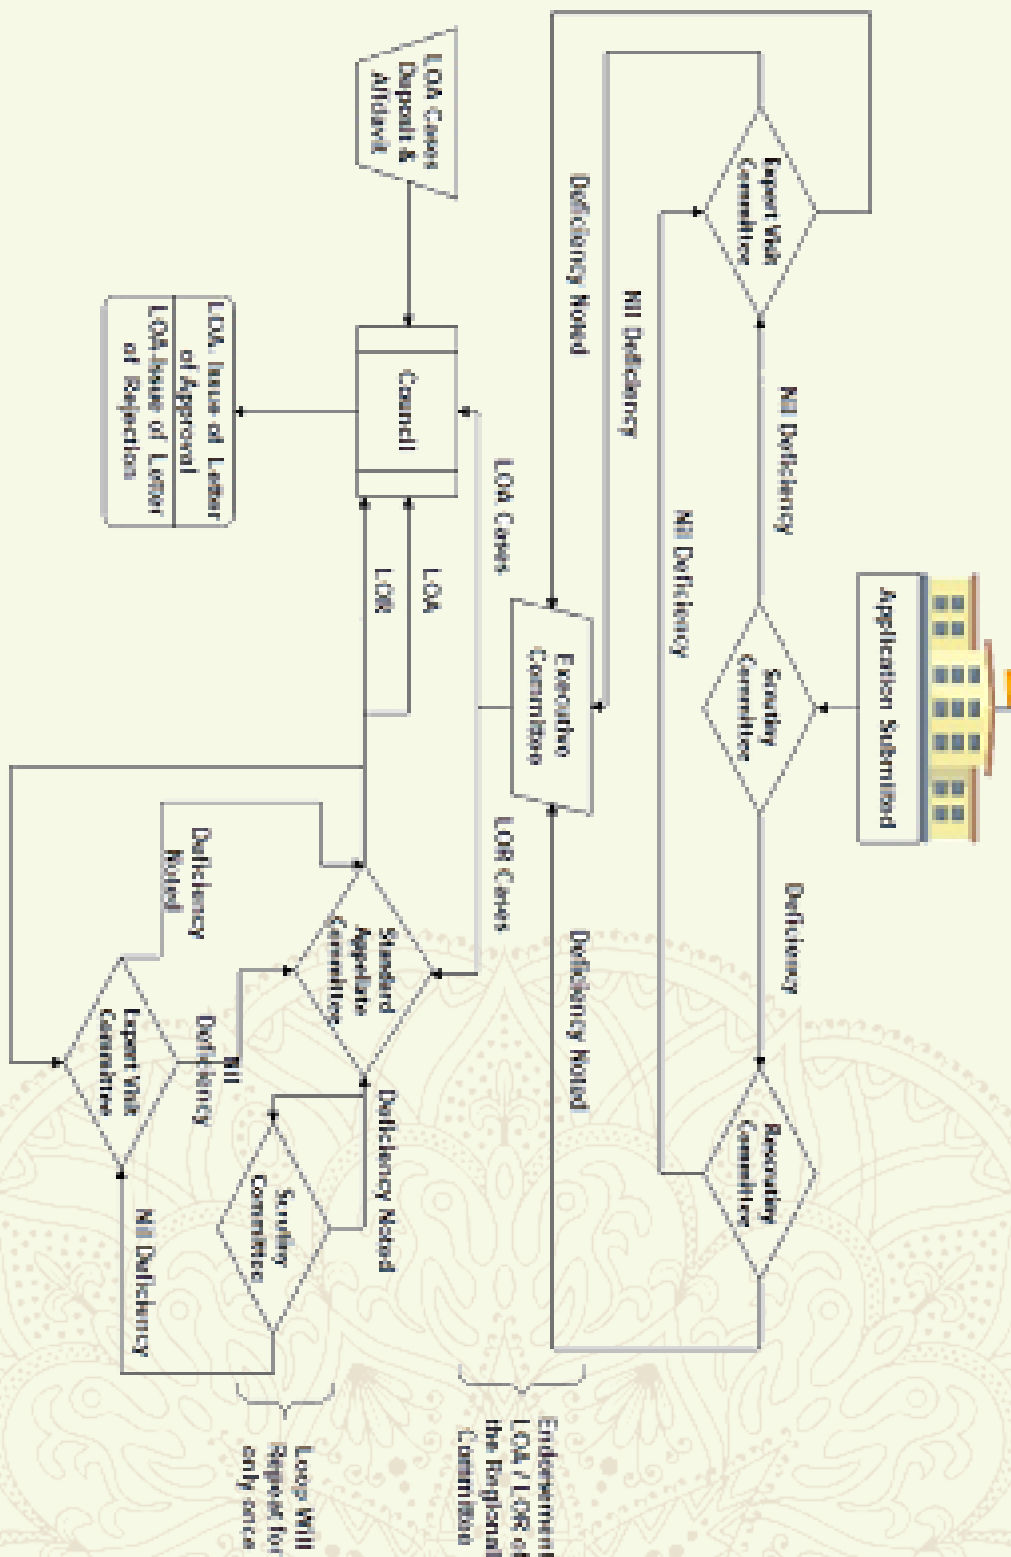 Application Submitted
Nil Deficiency
Deficiency
Expert Visit
Committee
Scrutiny
Committee
Rescrutiny
Committee
Nil Deficiency
Nil Deficiency
Deficiency Noted
Deficiency Noted
Executive
Committee
Endorsement
LOA / LOR of
the Regional
Committee
LOA Cases
LOR Cases
LOA Cases
Deposit &
Affidavit
Council
LOA
LOR
Standard
Appellate
Committee
Deficiency Noted
LOA. Issue of Letter
of Approval
LOA-Issue of Letter
of Rejection
Deficiency
Noted
Nil
Deficiency
Scrutiny
Committee
Loop Will
Repeat for
only once
Expert Visit
Committee
Nil Deficiency